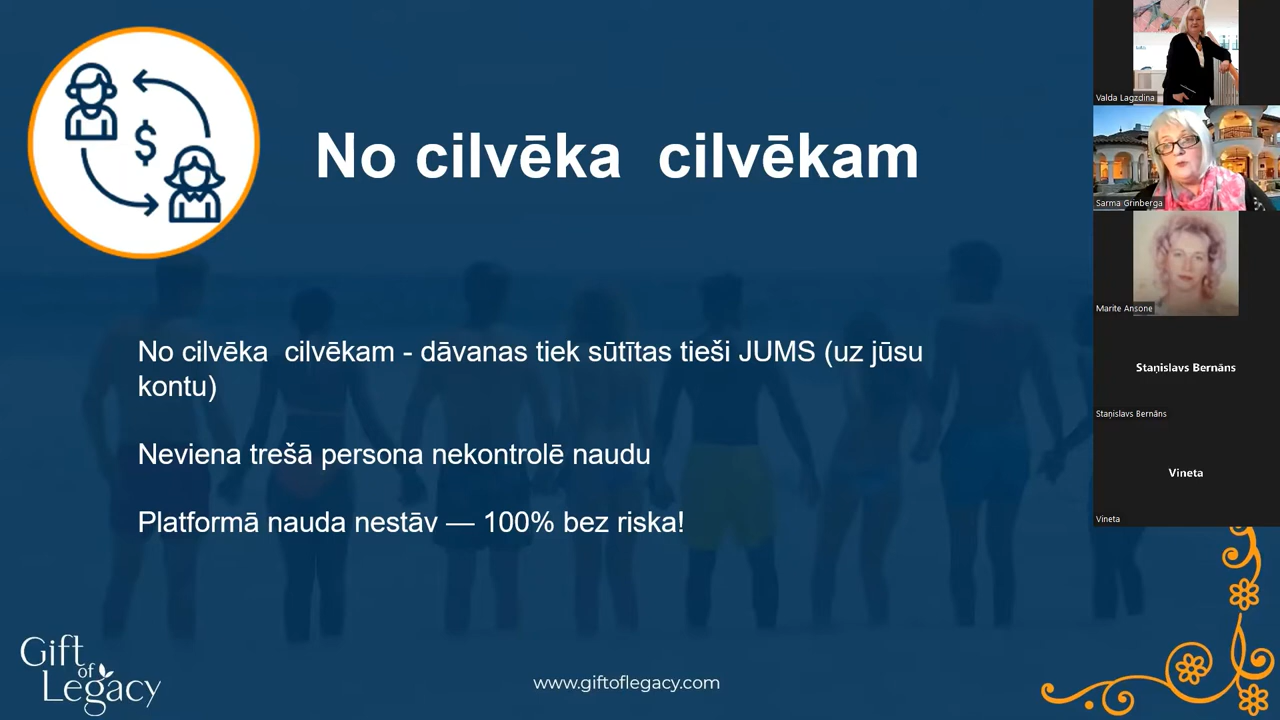 No cilvēka  cilvēkam
No cilvēka  cilvēkam - dāvanas tiek sūtītas tieši JUMS (uz jūsu
kontu)
Neviena trešā persona nekontrolē naudu
Platformā nauda nestāv — 100% bez riska!
Gift
of
Legacy
www.giftoflegacy.com
Valda Lagzdina
Sarma Grinberga
Marite Ansone
Staņislavs Bernāns
Staņislavs Bernāns
Vineta
Vineta
$